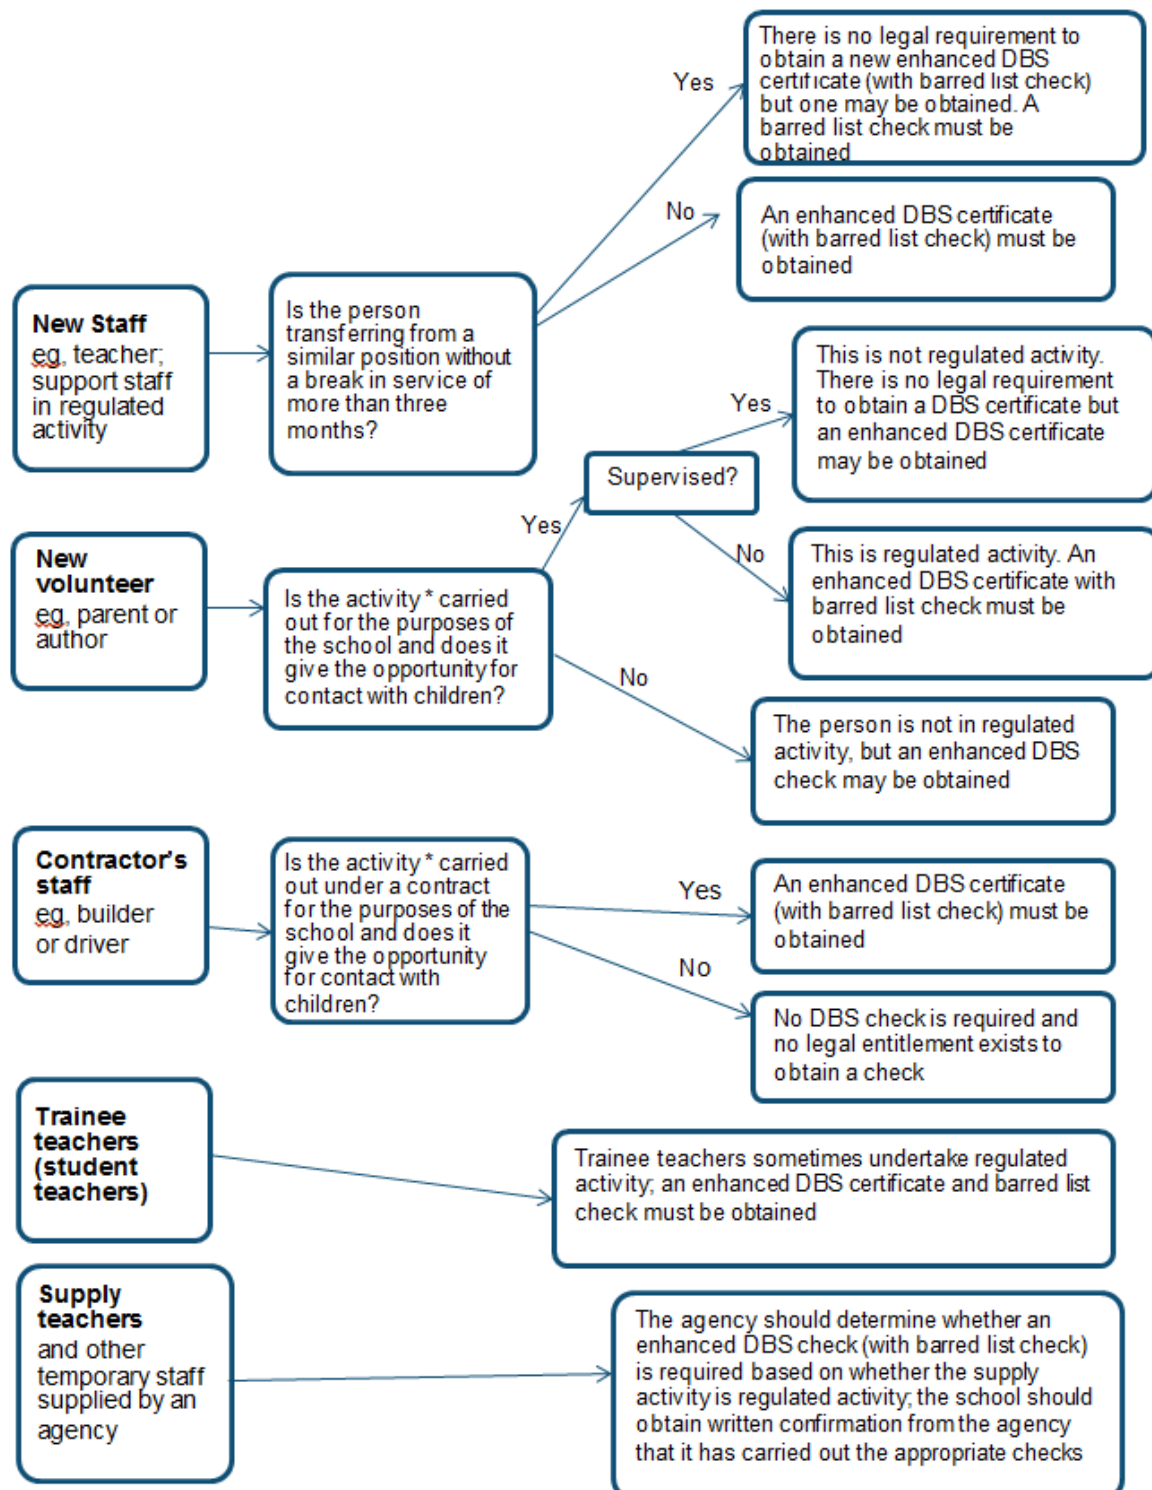 There is no legal requirement to
obtain a new enhanced DBS
certificate (with barred list check)
but one may be obtained. A
barred list check must be
obtained
Yes
No
An enhanced DBS certificate
(with barred list check) must be
obtained
New Staff
eg, teacher;
support staff
in regulated
activity
Is the person
transferring from a
similar position without
a break in service of
more than three
months?
This is not regulated activity.
There is no legal requirement
to obtain a DBS certificate but
an enhanced DBS certificate
may be obtained
Yes
Supervised?
Yes
No
This is regulated activity. An
enhanced DBS certificate with
barred list check must be
obtained
New
volunteer
eg, parent or
author
Is the activity * carried
out for the purposes of
the school and does it
give the opportunity for
contact with children?
No
The person is not in regulated
activity, but an enhanced DBS
check may be obtained
Contractor's
staff
eg, builder
or driver
Is the activity * carried
out under a contract
for the purposes of the
school and does it
give the opportunity
for contact with
children?
Yes
An enhanced DBS certificate
(with barred list check) must be
obtained
No
No DBS check is required and
no legal entitlement exists to
obtain a check
Trainee
teachers
(student
teachers)
Trainee teachers sometimes undertake regulated
activity; an enhanced DBS certificate and barred list
check must be obtained
Supply
teachers
and other
temporary staff
supplied by an
agency
The agency should determine whether an
enhanced DBS check (with barred list check)
is required based on whether the supply
activity is regulated activity; the school should
obtain written confirmation from the agency
that it has carried out the appropriate checks